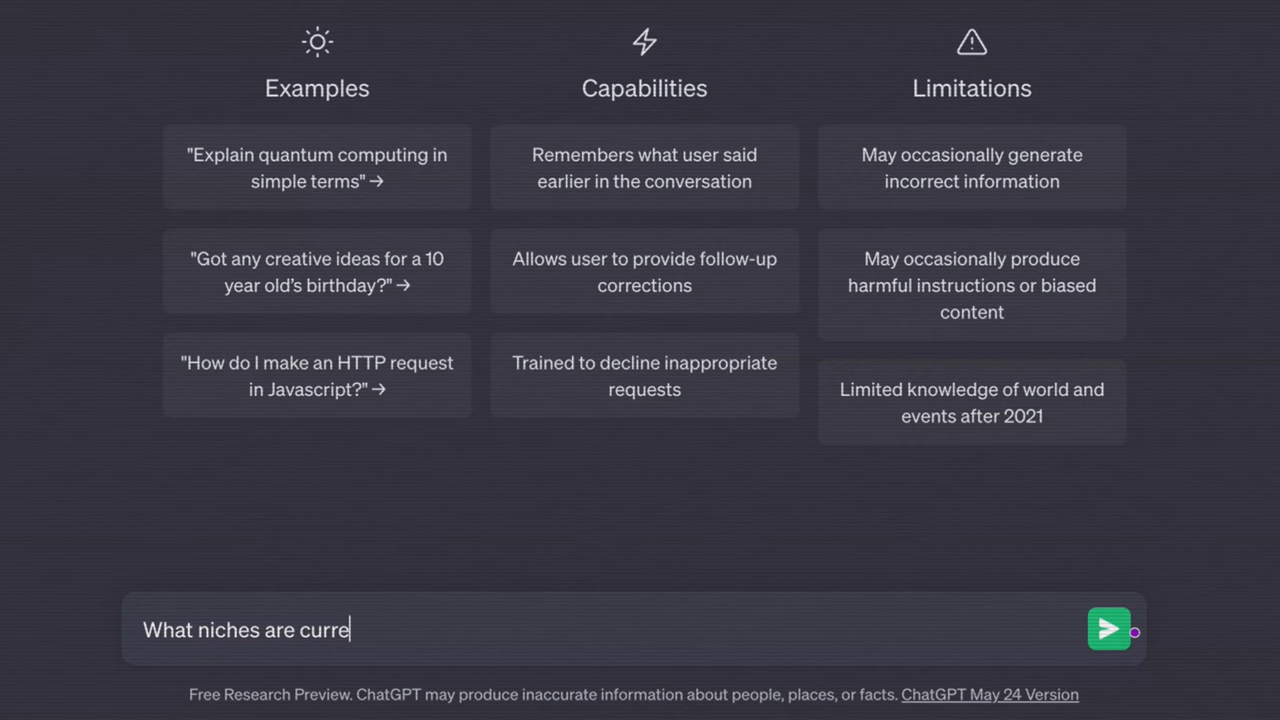 Examples
Capabilities
Limitations
"Explain quantum computing in
simple terms" →
"Got any creative ideas for a 10
year old's birthday?" →
"How do I make an HTTP request
in Javascript?" →
Remembers what user said
earlier in the conversation
Allows user to provide follow-up
corrections
Trained to decline inappropriate
requests
May occasionally generate
incorrect information
May occasionally produce
harmful instructions or biased
content
Limited knowledge of world and
events after 2021
What niches are curre
Free Research Preview. ChatGPT may produce inaccurate information about people, places, or facts. ChatGPT May 24 Version